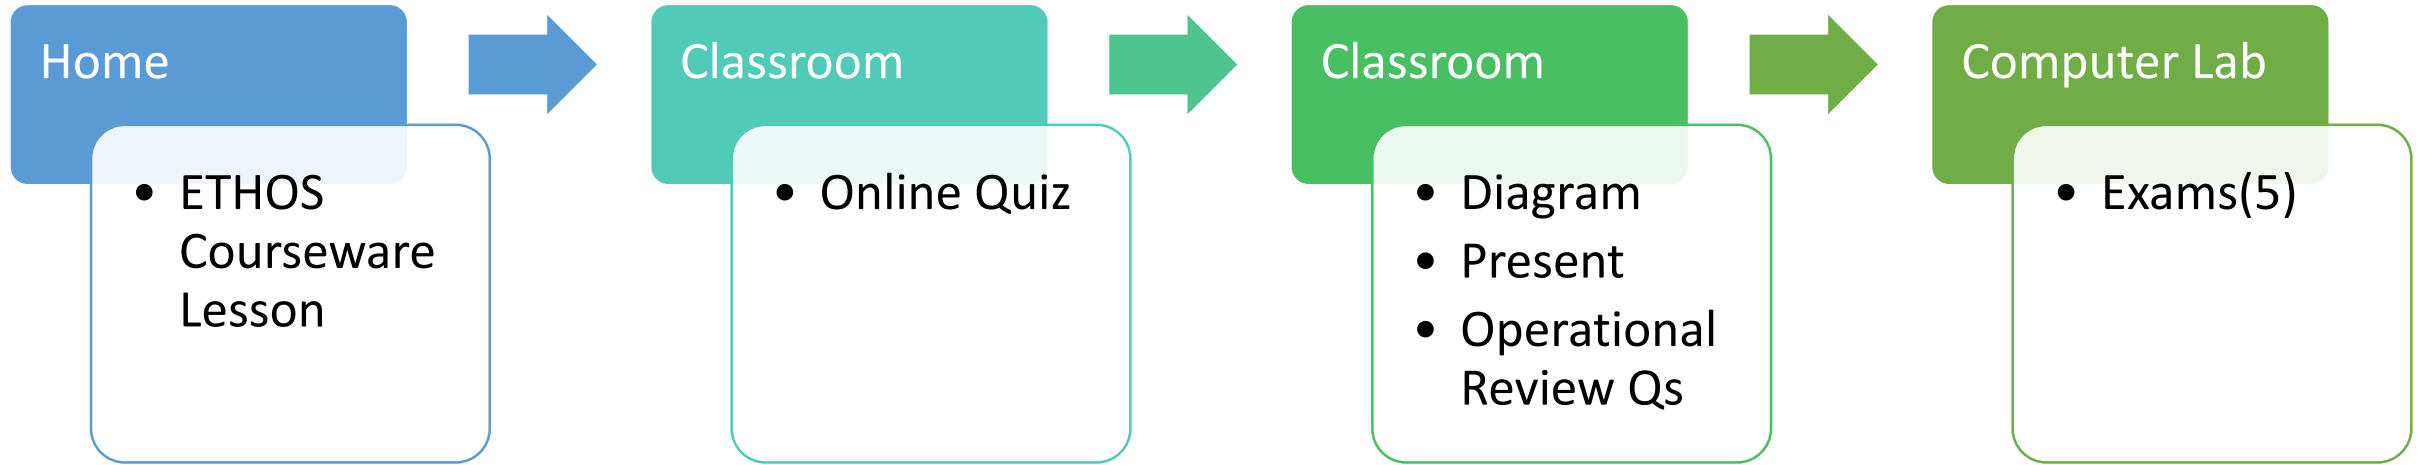 Home
• ETHOS
Courseware
Lesson
Classroom
• Online Quiz
Classroom
• Diagram
• Present
• Operational
Review Qs
Computer Lab
• Exams(5)